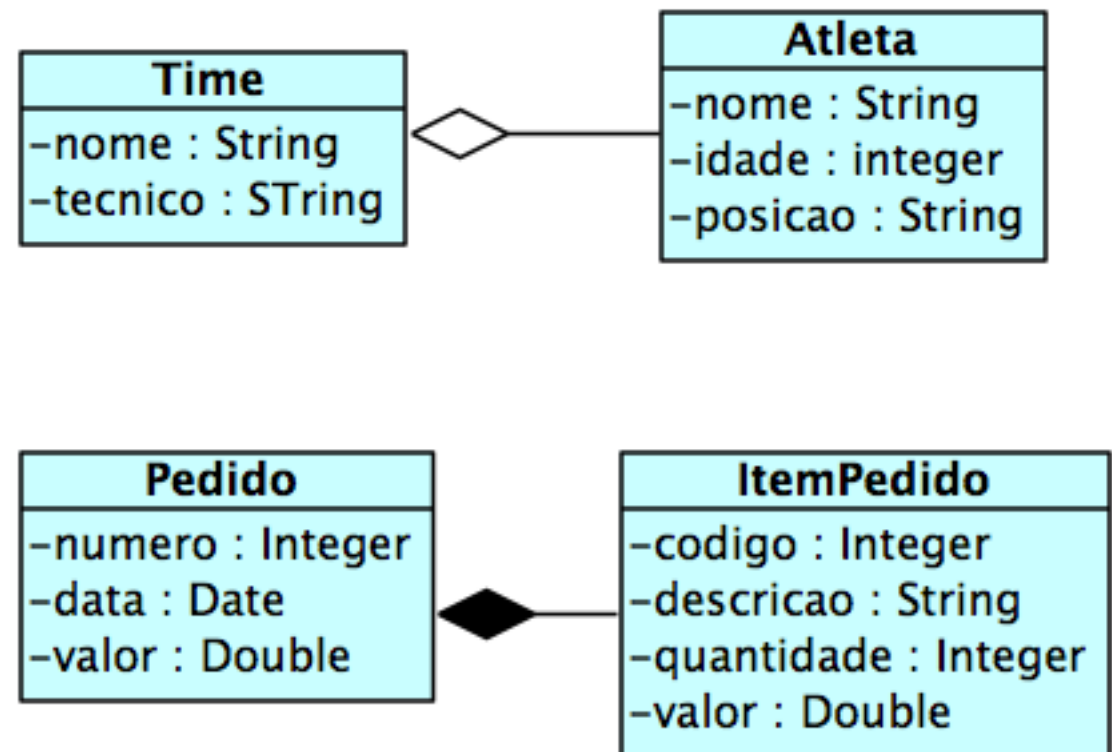 Time
-nome : String
-tecnico : STring
Atleta
-nome : String
-idade : integer
-posicao : String
Pedido
-numero : Integer
-data : Date
-valor : Double
ItemPedido
-codigo : Integer
-descricao : String
-quantidade : Integer
-valor : Double